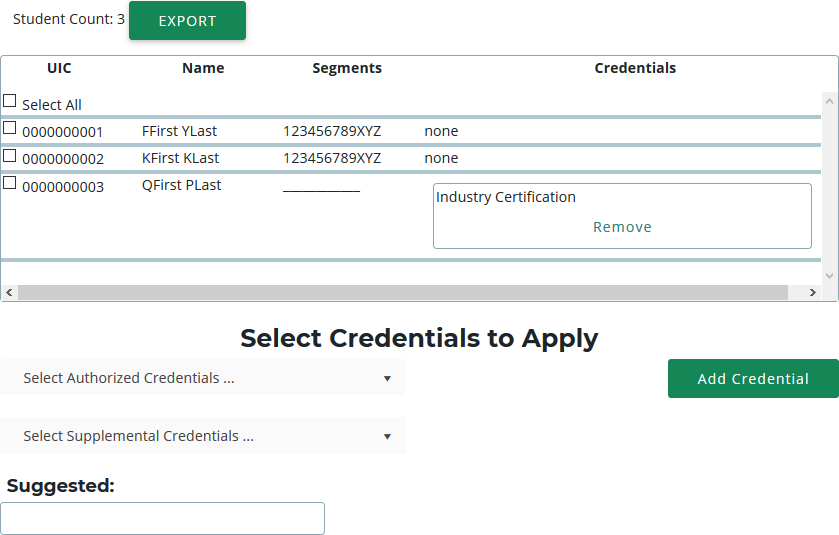 Student Count: 3 EXPORT
UIC Name Segments Credentials
Select All
0000000001 FFirst YLast 123456789XYZ none
0000000002 KFirst KLast 123456789XYZ none
0000000003 QFirst PLast ____________
Industry Certification
Remove
Select Credentials to Apply
Select Authorized Credentials ... Add Credential
Select Supplemental Credentials ...
Suggested: